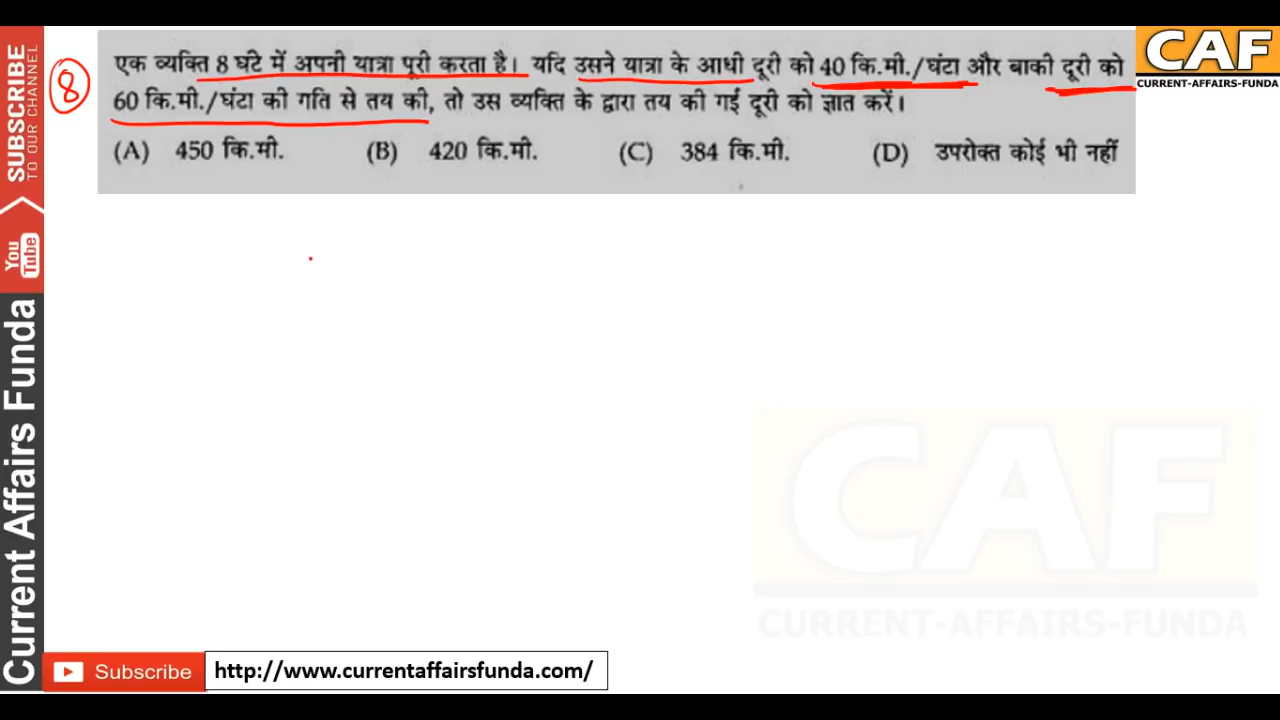 CAF
CURRENT-AFFAIRS-FUNDA
SUBSCRIBE
TO OUR CHANNEL
You
Tube
Current Affairs Funda
8
एक व्यक्ति 8 घंटे में अपनी यात्रा पूरी करता है। यदि उसने यात्रा के आधी दूरी को 40 कि.मी./घंटा और बाकी दूरी को
60 कि.मी./घंटा की गति से तय की, तो उस व्यक्ति के द्वारा तय की गई दूरी को ज्ञात करें।
(A) 450 कि.मी. (B) 420 कि.मी. (C) 384 कि.मी. (D) उपरोक्त कोई भी नहीं
CAF
CURRENT-AFFAIRS-FUNDA
Subscribe
http://www.currentaffairsfunda.com/